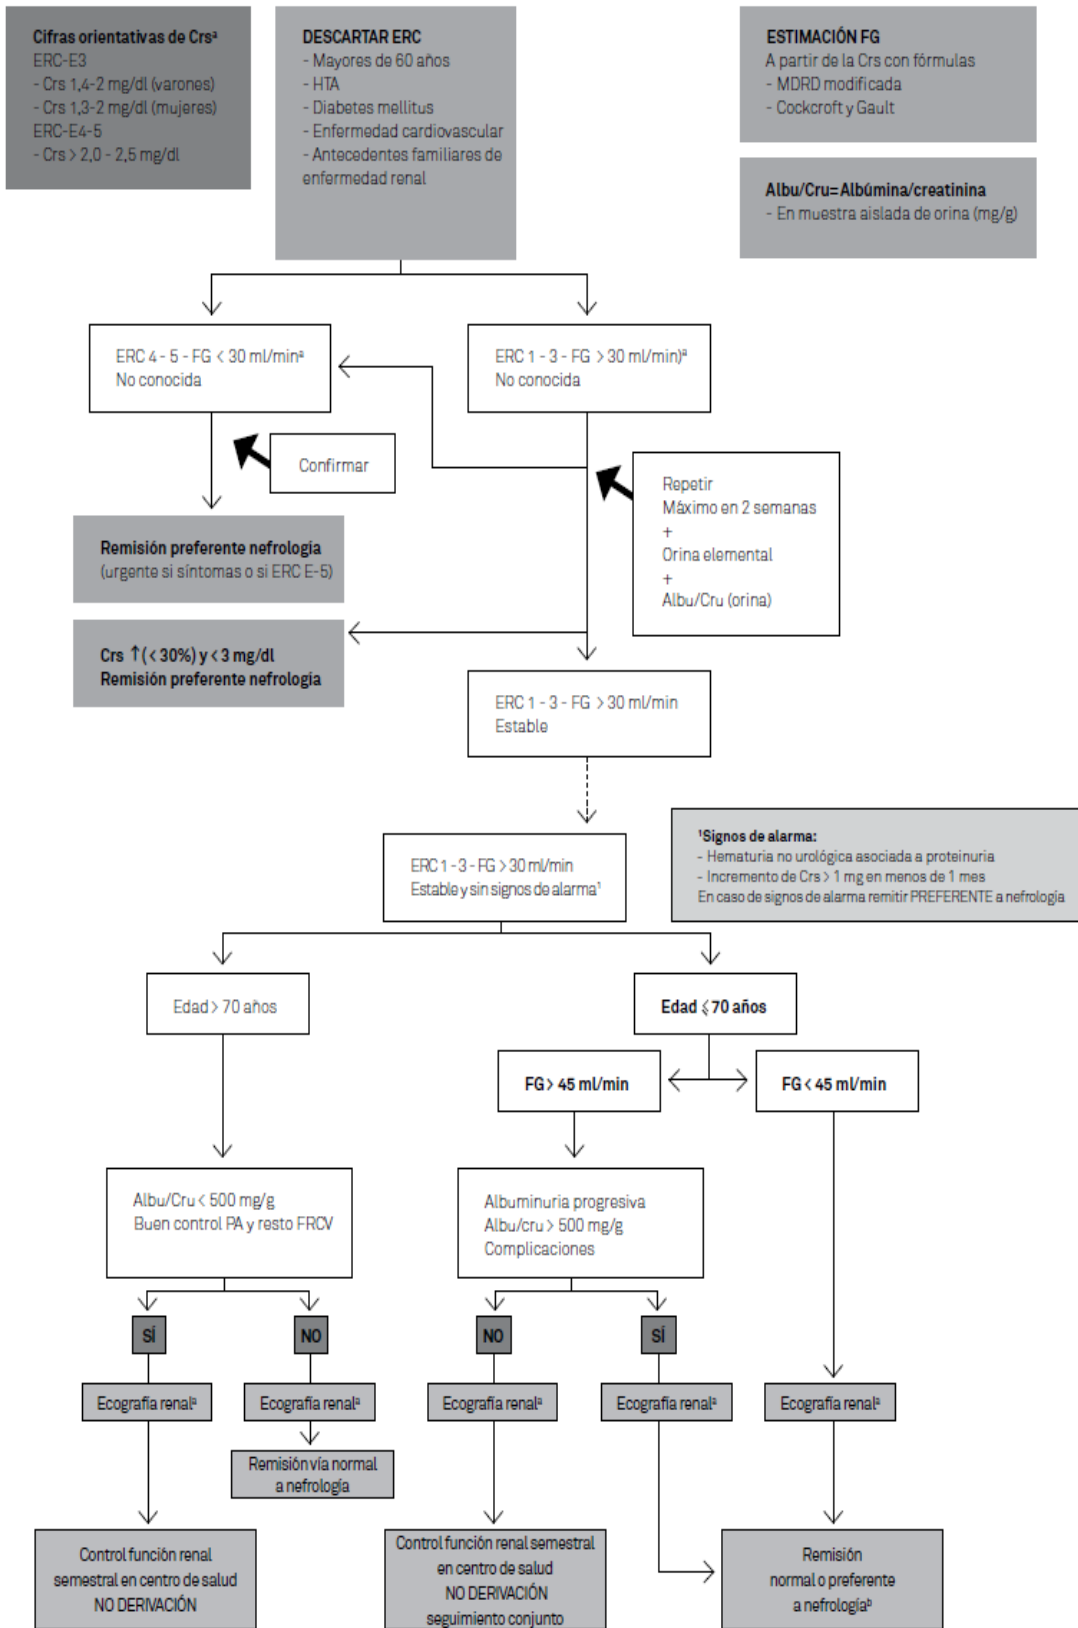 Cifras orientativas de Crsª
ERC-E3
- Crs 1,4-2 mg/dl (varones)
- Crs 1,3-2 mg/dl (mujeres)
ERC-E4-5
- Crs > 2,0 - 2,5 mg/dl
DESCARTAR ERC
- Mayores de 60 años
- HTA
- Diabetes mellitus
- Enfermedad cardiovascular
- Antecedentes familiares de
enfermedad renal
ESTIMACIÓN FG
A partir de la Crs con fórmulas
- MDRD modificada
- Cockcroft y Gault
Albu/Cru=Albúmina/creatinina
- En muestra aislada de orina (mg/g)
ERC 4 - 5 - FG < 30 ml/minª
No conocida
ERC 1 - 3 - FG > 30 ml/min)ª
No conocida
Confirmar
Repetir
Máximo en 2 semanas
+
Orina elemental
+
Albu/Cru (orina)
Remisión preferente nefrología
(urgente si síntomas o si ERC E-5)
Crs ↑ (< 30%) y < 3 mg/dl
Remisión preferente nefrología
ERC 1 - 3 - FG > 30 ml/min
Estable
ERC 1 - 3 - FG > 30 ml/min
Estable y sin signos de alarma¹
¹Signos de alarma:
- Hematuria no urológica asociada a proteinuria
- Incremento de Crs > 1 mg en menos de 1 mes
En caso de signos de alarma remitir PREFERENTE a nefrología
Edad > 70 años
Edad ⩽ 70 años
FG > 45 ml/min
FG < 45 ml/min
Albu/Cru < 500 mg/g
Buen control PA y resto FRCV
Albuminuria progresiva
Albu/cru > 500 mg/g
Complicaciones
SÍ
NO
NO
SÍ
Ecografía renalª
Ecografía renalª
Ecografía renalª
Ecografía renalª
Ecografía renalª
Remisión vía normal
a nefrología
Control función renal
semestral en centro de salud
NO DERIVACIÓN
Control función renal semestral
en centro de salud
NO DERIVACIÓN
seguimiento conjunto
Remisión
normal o preferente
a nefrologíaᵇ